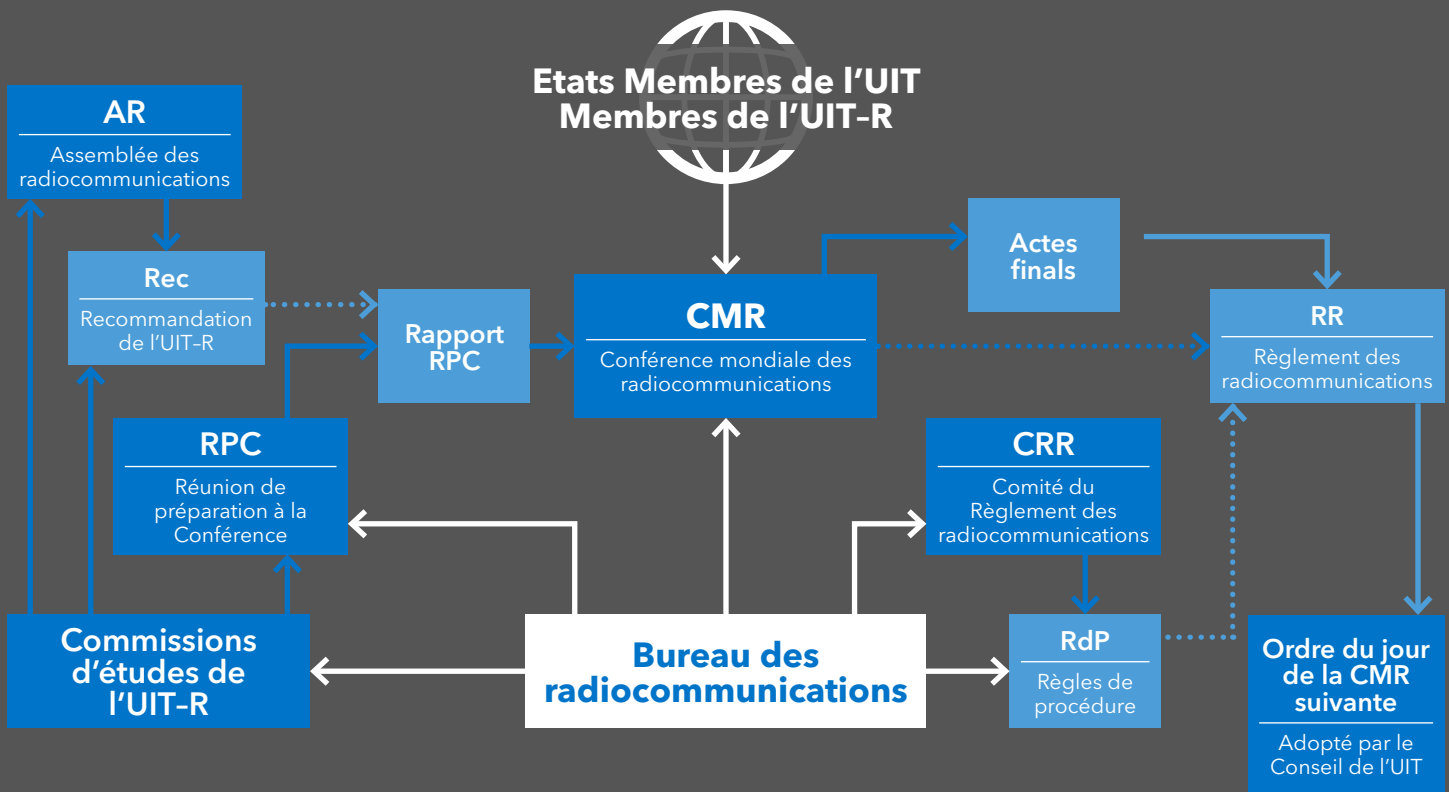 Etats Membres de l'UIT
Membres de l'UIT–R
AR
Assemblée des
radiocommunications
Rec
Recommandation
de l'UIT–R
Rapport
RPC
CMR
Conférence mondiale des
radiocommunications
Actes
finals
RR
Règlement des
radiocommunications
RPC
Réunion de
préparation à la
Conférence
CRR
Comité du
Règlement des
radiocommunications
Commissions
d'études de
l'UIT–R
Bureau des
radiocommunications
RdP
Règles de
procédure
Ordre du jour
de la CMR
suivante
Adopté par le
Conseil de l'UIT